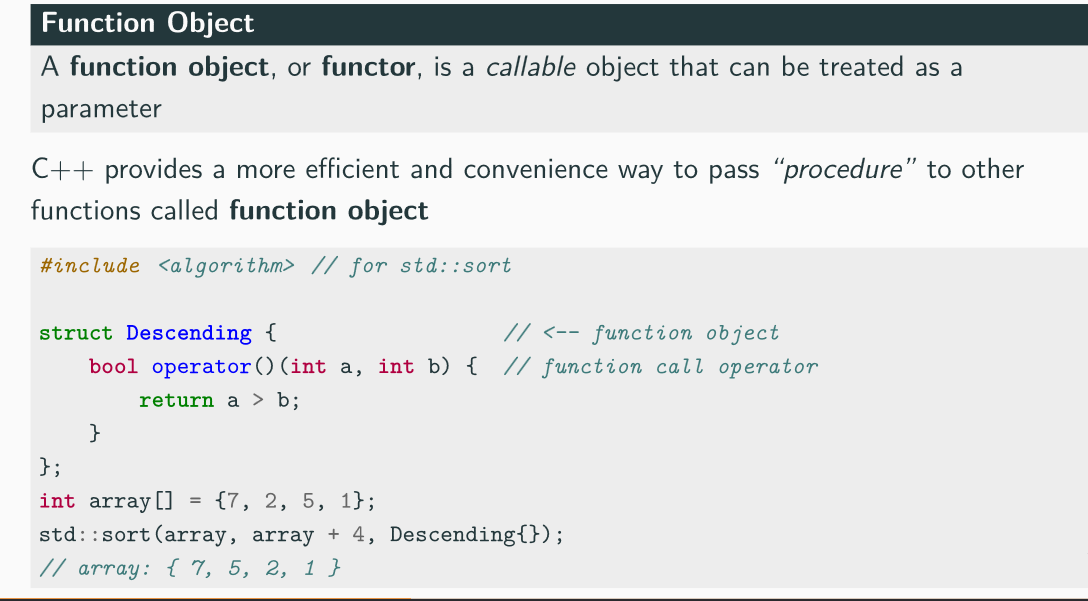 Function Object
A function object, or functor, is a callable object that can be treated as a
parameter
C++ provides a more efficient and convenience way to pass “procedure” to other
functions called function object
#include <algorithm> // for std::sort
struct Descending { // <-- function object
bool operator()(int a, int b) { // function call operator
return a > b;
}
};
int array[] = {7, 2, 5, 1};
std::sort(array, array + 4, Descending{});
// array: { 7, 5, 2, 1 }